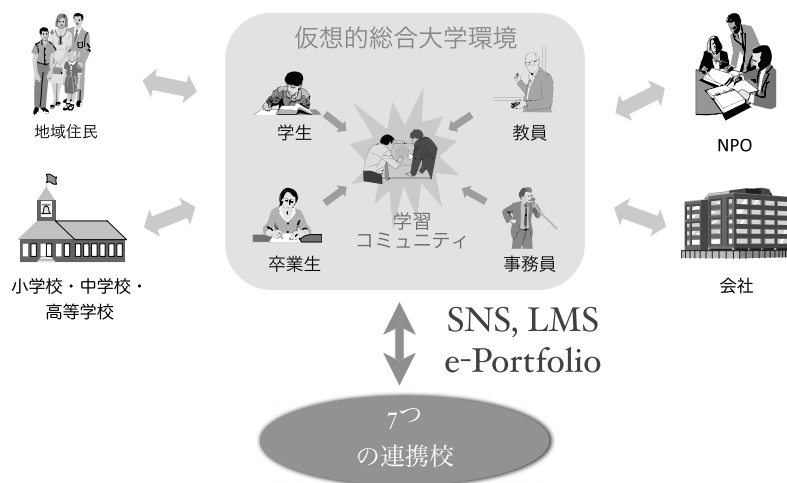 仮想的総合大学環境
地域住民
学生
教員
NPO
学習
コミュニティ
小学校・中学校・
高等学校
卒業生
事務員
会社
SNS, LMS
e-Portfolio
7つ
の連携校